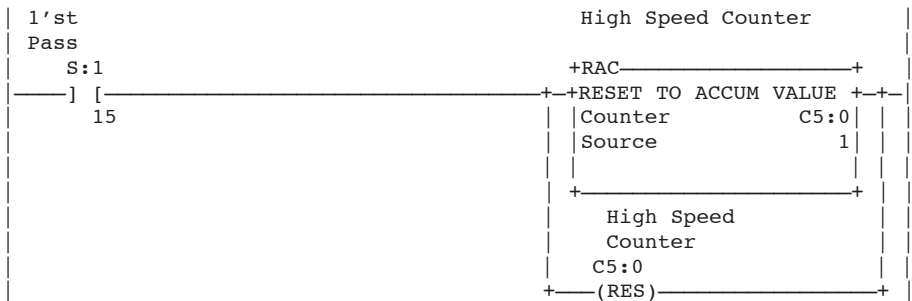 1'st High Speed Counter
Pass
S:1 +RAC +
] [ + +RESET TO ACCUM VALUE + +
15 Counter C5:0
Source 1
+ +
High Speed
Counter
C5:0
+ (RES) +